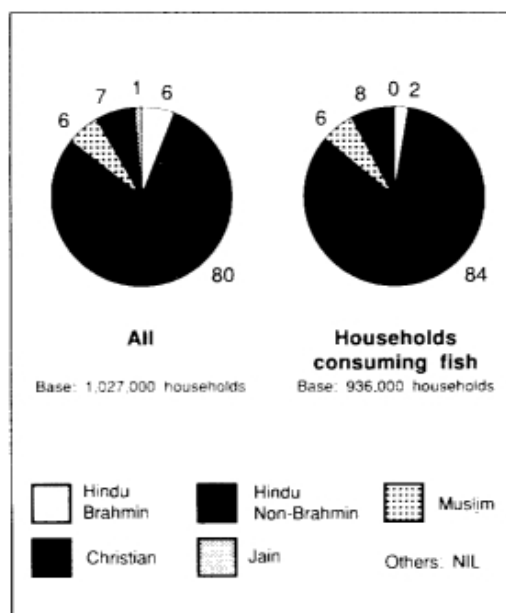 6 7 1 6
80
6 8 0 2
84
All
Base: 1,027,000 households
Households
consuming fish
Base: 936,000 households
Hindu
Brahmin
Hindu
Non-Brahmin
Muslim
Christian
Jain
Others: NIL